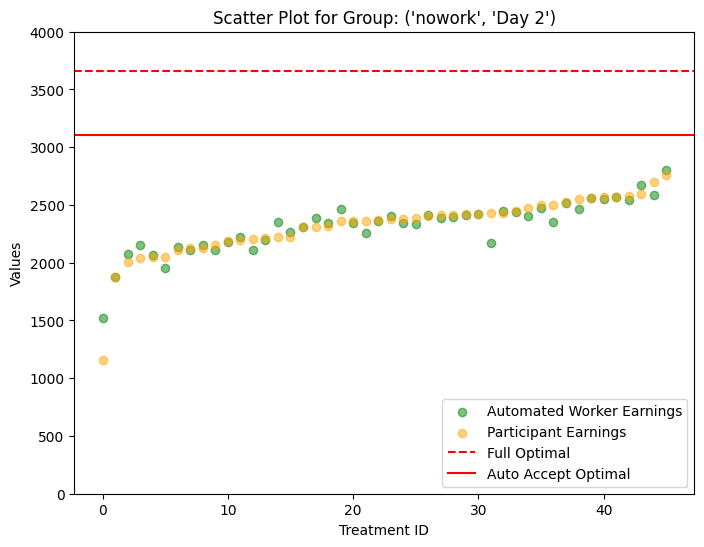 Scatter Plot for Group: ('nowork', 'Day 2')
4000
3500
3000
2500
2000
1500
1000
500
0
Values
0 10 20 30 40
Treatment ID
Automated Worker Earnings
Participant Earnings
Full Optimal
Auto Accept Optimal